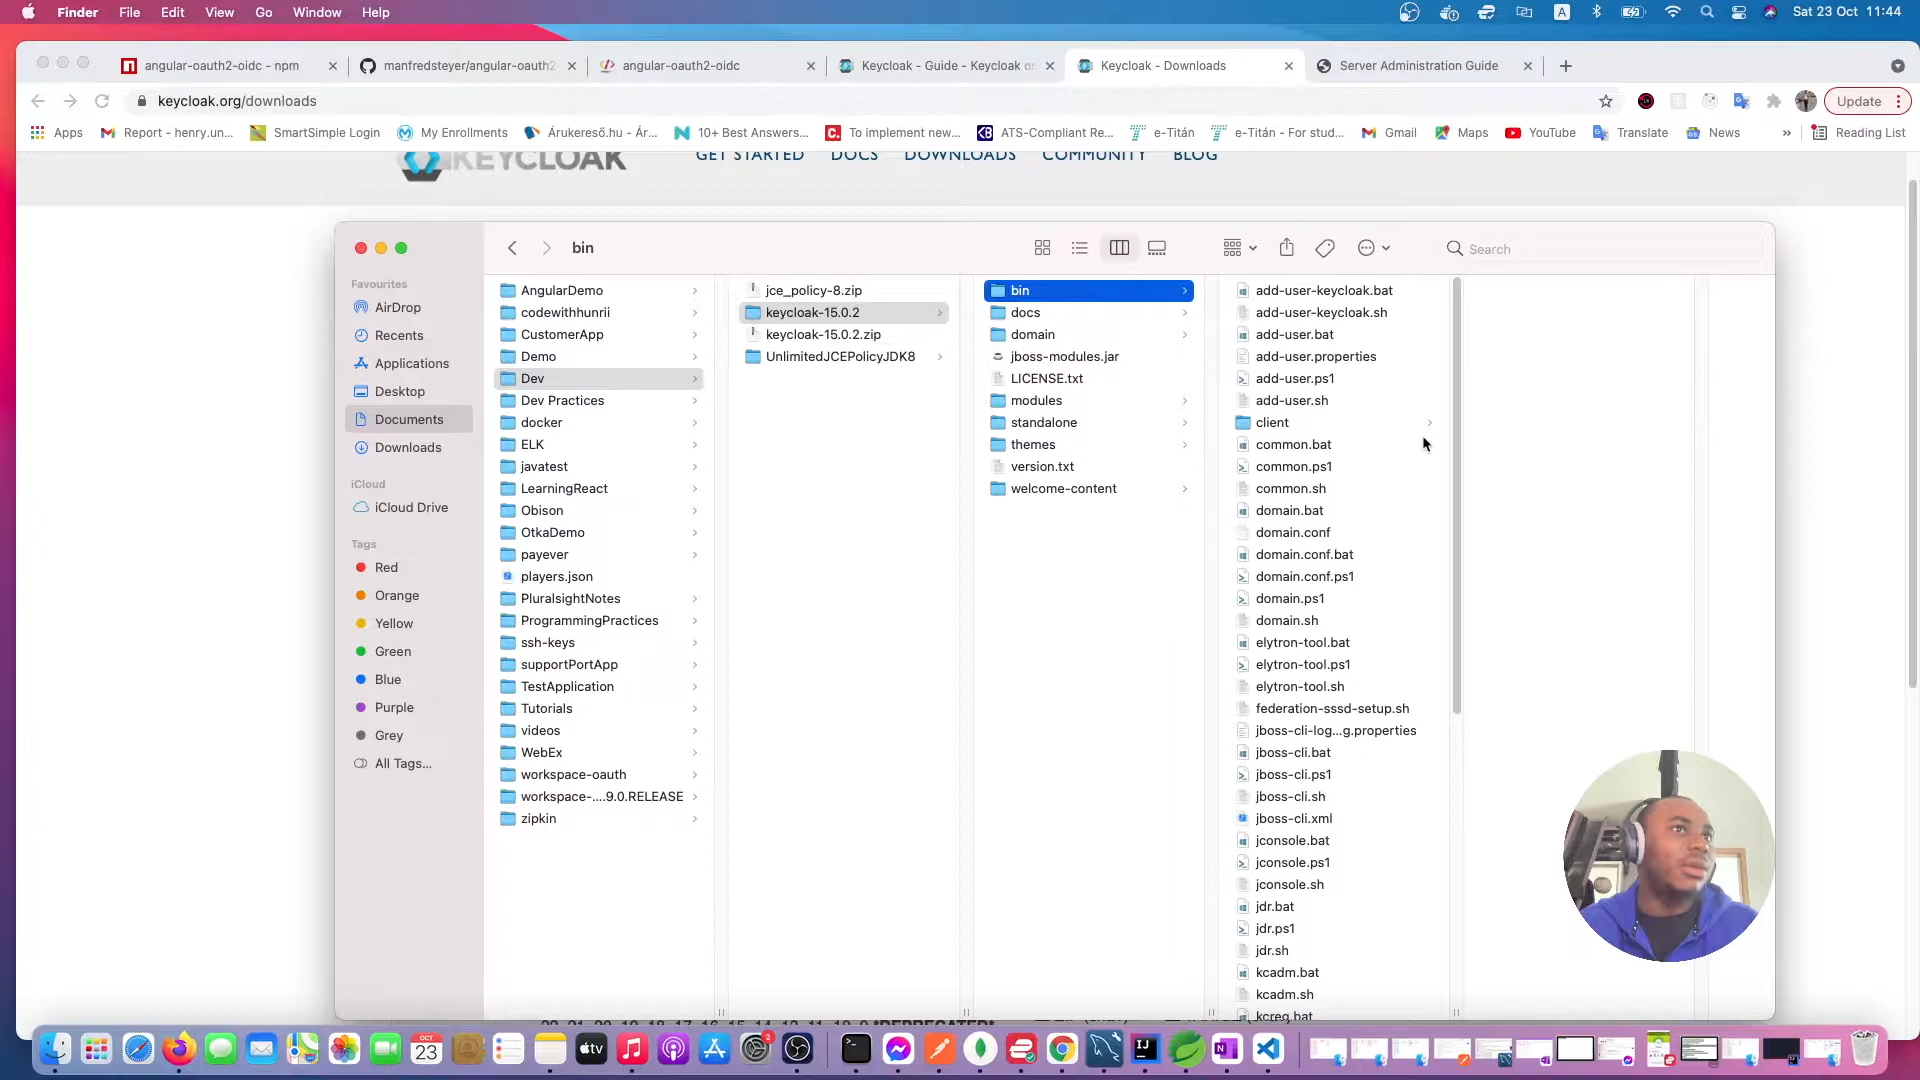 Finder File Edit View Go Window Help
A
Sat 23 Oct 11:44
angular-oauth2-oidc - npm
manfredsteyer/angular-oauth2
angular-oauth2-oidc
Keycloak - Guide - Keycloak o
Keycloak - Downloads
Server Administration Guide
keycloak.org/downloads
Update
Apps
Report - henry.un...
SmartSimple Login
My Enrollments
Árukereső.hu - Ár...
10+ Best Answers...
To implement new...
ATS-Compliant Re...
e-Titán
e-Titán - For stud...
Gmail
Maps
YouTube
Translate
News
»
Reading List
KEYCLOAK
GET STARTED
DOCS
DOWNLOADS
COMMUNITY
BLOG
bin
Search
Favourites
AirDrop
Recents
Applications
Desktop
Documents
Downloads
iCloud
iCloud Drive
Tags
Red
Orange
Yellow
Green
Blue
Purple
Grey
All Tags...
AngularDemo
codewithhunrii
CustomerApp
Demo
Dev
Dev Practices
docker
ELK
javatest
LearningReact
Obison
OtkaDemo
payever
players.json
PluralsightNotes
ProgrammingPractices
ssh-keys
supportPortApp
TestApplication
Tutorials
videos
WebEx
workspace-oauth
workspace-....9.0.RELEASE
zipkin
jce_policy-8.zip
keycloak-15.0.2
keycloak-15.0.2.zip
UnlimitedJCEPolicyJDK8
bin
docs
domain
jboss-modules.jar
LICENSE.txt
modules
standalone
themes
version.txt
welcome-content
add-user-keycloak.bat
add-user-keycloak.sh
add-user.bat
add-user.properties
add-user.ps1
add-user.sh
client
common.bat
common.ps1
common.sh
domain.bat
domain.conf
domain.conf.bat
domain.conf.ps1
domain.ps1
domain.sh
elytron-tool.bat
elytron-tool.ps1
elytron-tool.sh
federation-sssd-setup.sh
jboss-cli-log...g.properties
jboss-cli.bat
jboss-cli.ps1
jboss-cli.sh
jboss-cli.xml
jconsole.bat
jconsole.ps1
jconsole.sh
jdr.bat
jdr.ps1
jdr.sh
kcadm.bat
kcadm.sh
kcreg.bat
OCT
23
tv
2